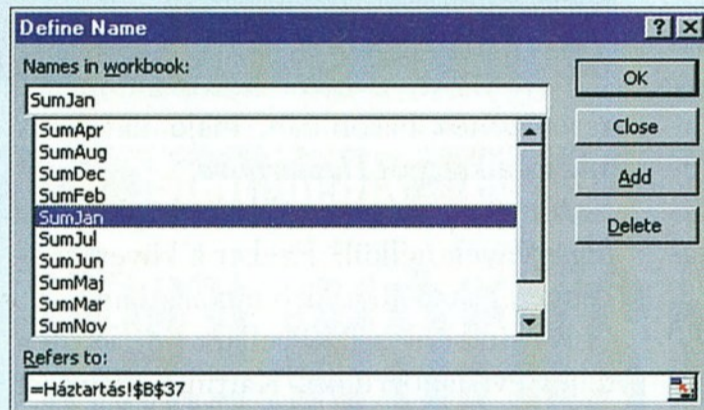 Define Name
Names in workbook:
SumJan
SumApr
SumAug
SumDec
SumFeb
SumJan
SumJul
SumJun
SumMaj
SumMar
SumNov
OK
Close
Add
Delete
Refers to:
=Háztartás!$B$37